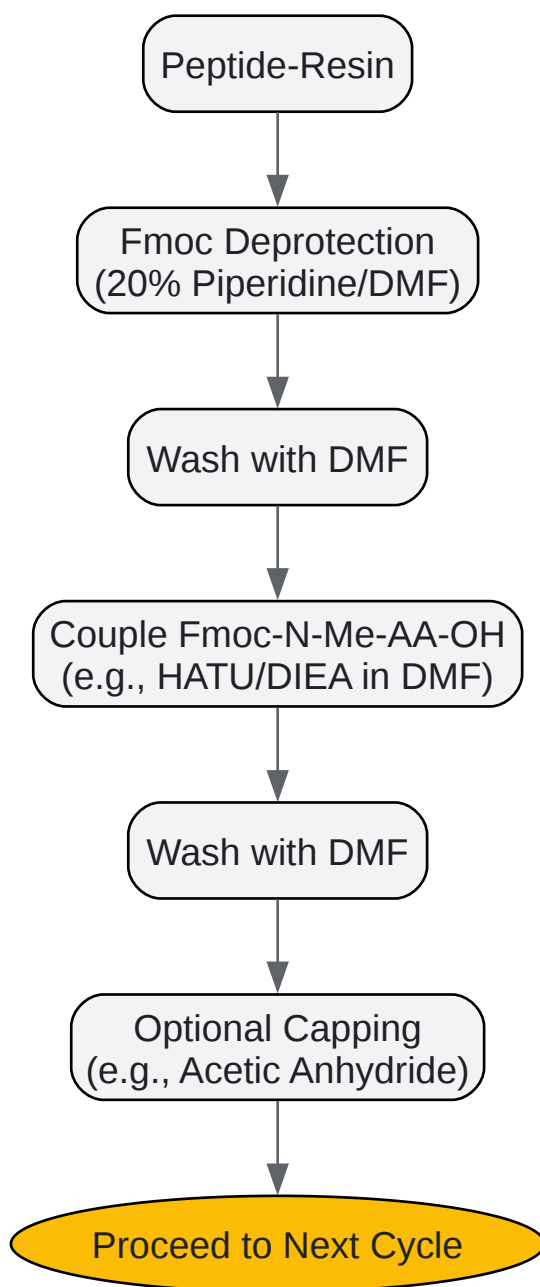 Peptide-Resin
Fmoc Deprotection
(20% Piperidine/DMF)
Wash with DMF
Couple Fmoc-N-Me-AA-OH
(e.g., HATU/DIEA in DMF)
Wash with DMF
Optional Capping
(e.g., Acetic Anhydride)
Proceed to Next Cycle